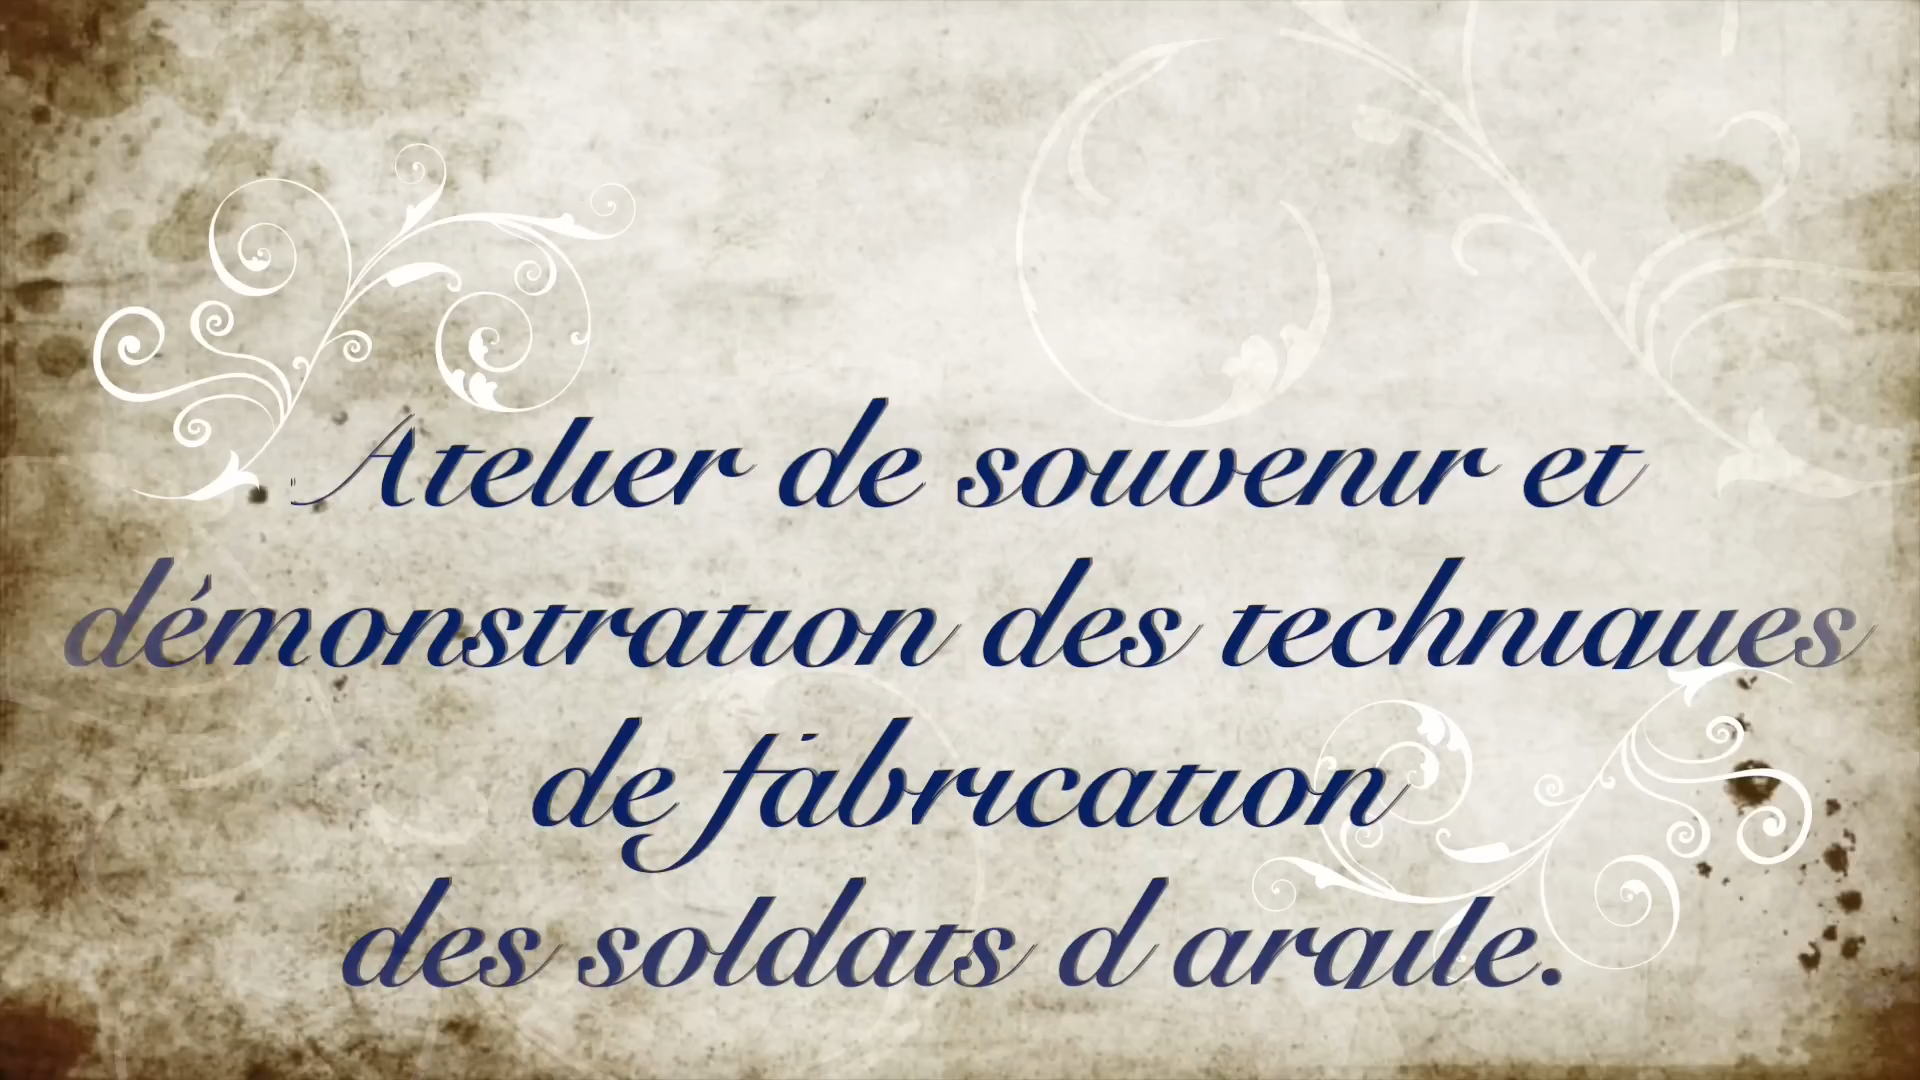 Atelier de souvenir et
démonstration des techniques
de fabrication
des soldats d'argile.